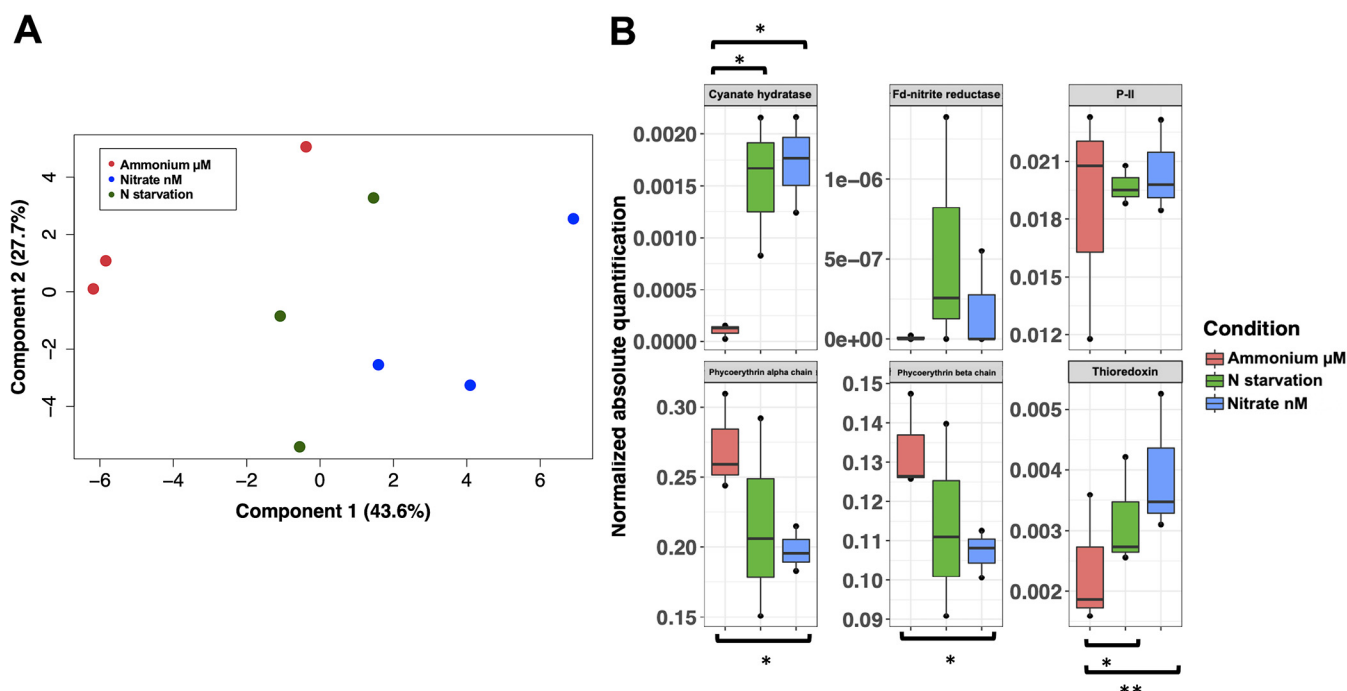 A
B
*
*
Component 2 (27.7%)
4
2
0
−2
−4
Ammonium µM
Nitrate nM
N starvation
−6
−4
−2
0
2
4
6
Component 1 (43.6%)
Normalized absolute quantification
Cyanate hydratase
0.0020
0.0015
0.0010
0.0005
0.0000
Fd-nitrite reductase
1e−06
5e−07
0e+00
P-II
0.021
0.018
0.015
0.012
Phycoerythrin alpha chain
0.30
0.25
0.20
0.15
*
Phycoerythrin beta chain
0.15
0.14
0.13
0.12
0.11
0.10
0.09
*
Thioredoxin
0.005
0.004
0.003
0.002
*
**
Condition
Ammonium µM
N starvation
Nitrate nM